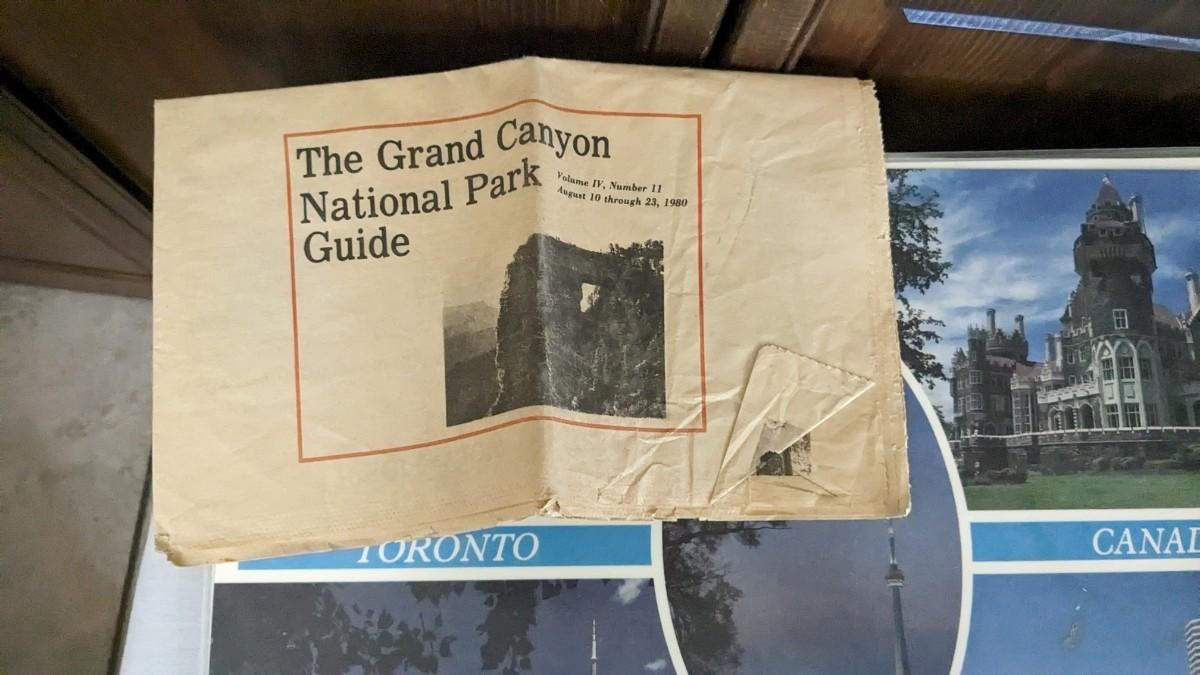 The Grand Canyon
National Park
Guide
Volume IV, Number 11
August 10 through 23, 1980
TORONTO
CANAD